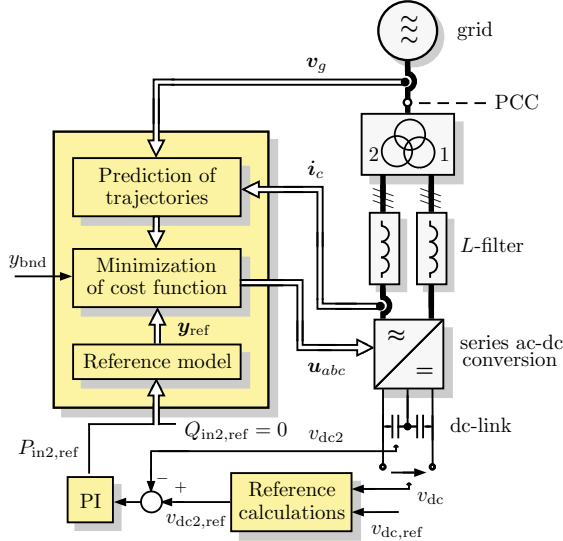 grid
v_g
PCC
2 1
Prediction of
trajectories
i_c
L-filter
y_bnd
Minimization
of cost function
y_ref
Reference model
u_abc
series ac-dc
conversion
P_in2,ref
Q_in2,ref = 0
v_dc2
dc-link
PI
− +
v_dc2,ref
Reference
calculations
v_dc
v_dc,ref